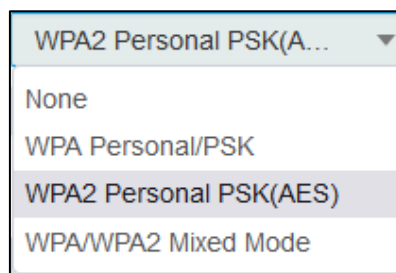 WPA2 Personal PSK(A...
None
WPA Personal/PSK
WPA2 Personal PSK(AES)
WPA/WPA2 Mixed Mode